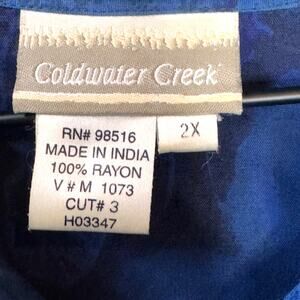 Coldwater Creek
RN# 98516
MADE IN INDIA
100% RAYON
V # M 1073
CUT# 3
H03347
2X